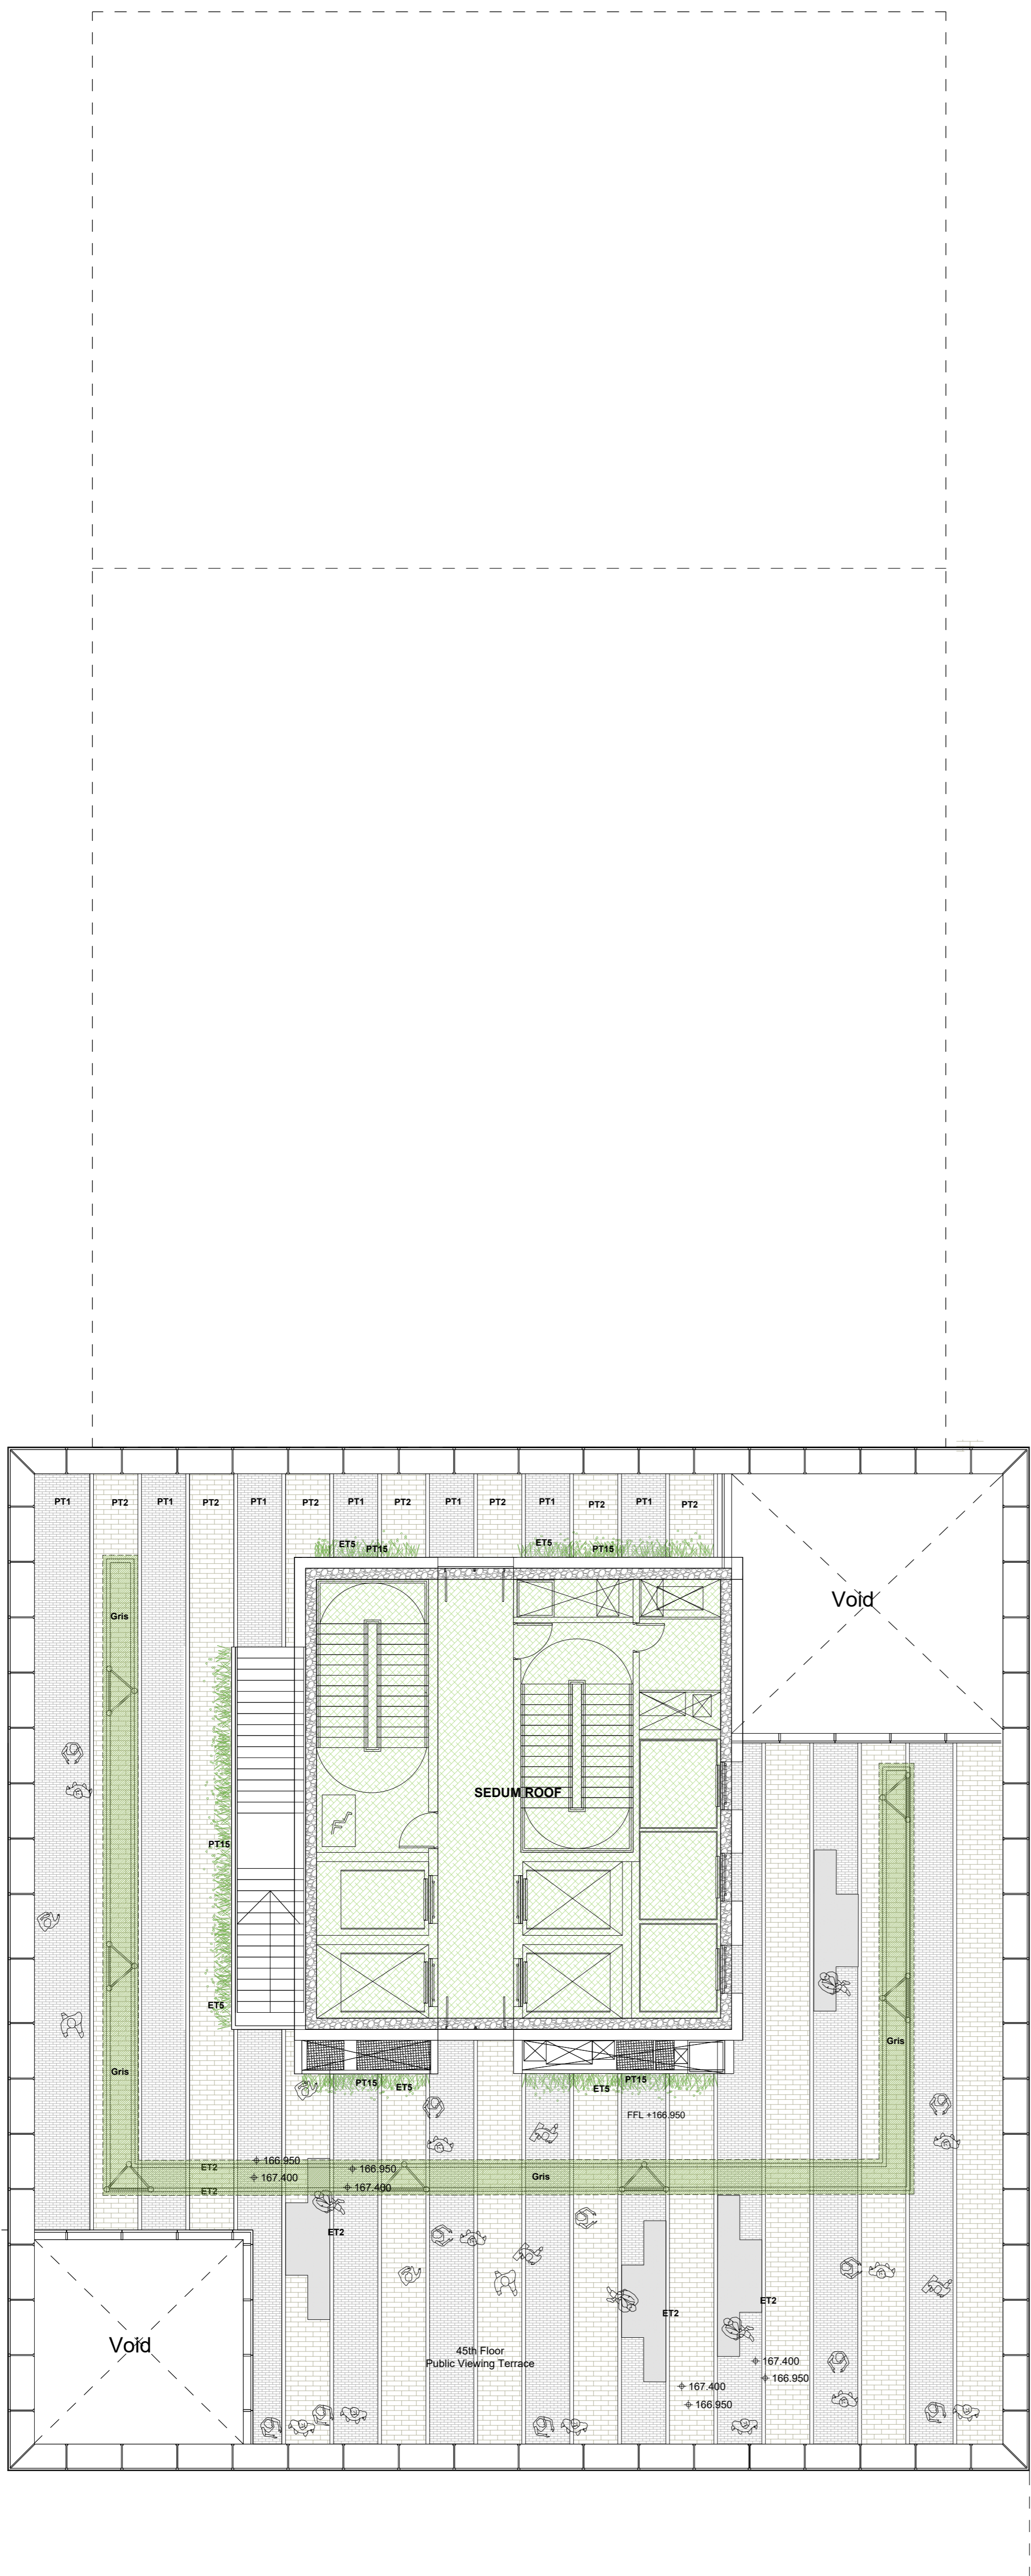 PT1
PT2
PT1
PT2
PT1
PT2
PT1
PT2
PT1
PT2
PT1
PT2
PT1
PT2
ET5
PT15
ET5
PT15
Void
Gris
SEDUM ROOF
PT15
ET5
Gris
Gris
PT15
ET5
PT15
ET5
FFL +166.950
166.950
ET2
166.950
167.400
Gris
167.400
ET2
ET2
ET2
ET2
Void
45th Floor
Public Viewing Terrace
167.400
166.950
167.400
166.950